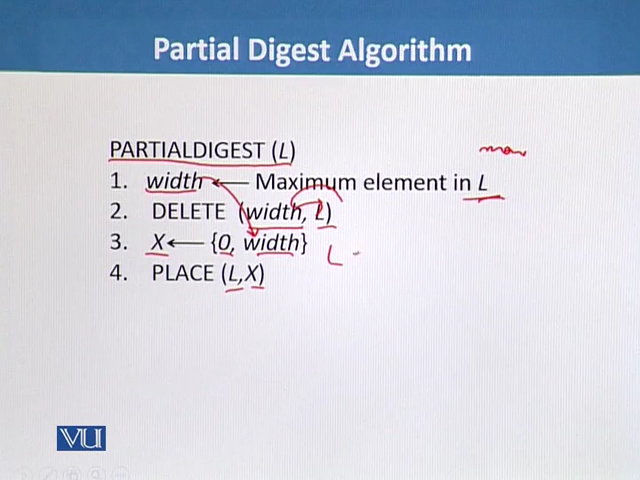 Partial Digest Algorithm
PARTIALDIGEST (L)
max
1. width ← Maximum element in L
2. DELETE (width, L)
3. X ← {0, width}
L -
4. PLACE (L,X)
VU